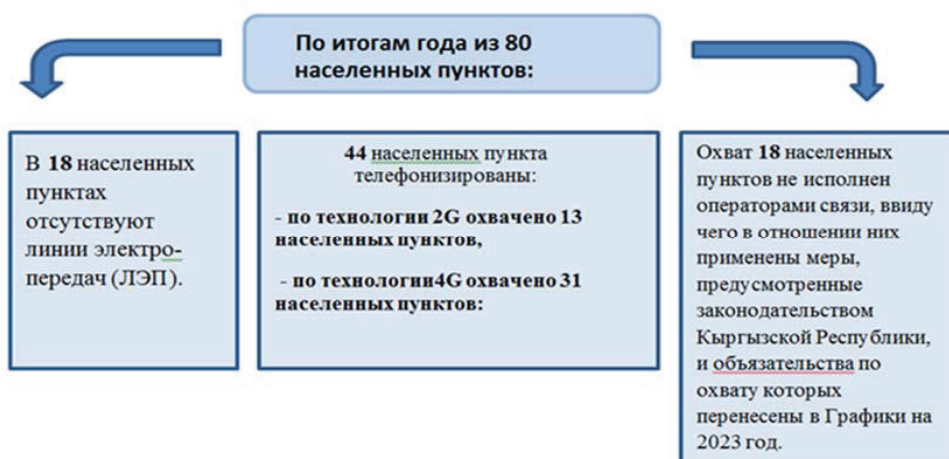 По итогам года из 80
населенных пунктов:
В 18 населенных
пунктах
отсутствуют
линии электро-
передач (ЛЭП).
44 населенных пункта
телефонизированы:
- по технологии 2G охвачено 13
населенных пунктов,
- по технологии4G охвачено 31
населенных пунктов:
Охват 18 населенных
пунктов не исполнен
операторами связи, ввиду
чего в отношении них
применены меры,
предусмотренные
законодательством
Кыргызской Республики,
и объязательства по
охвату которых
перенесены в Графики на
2023 год.